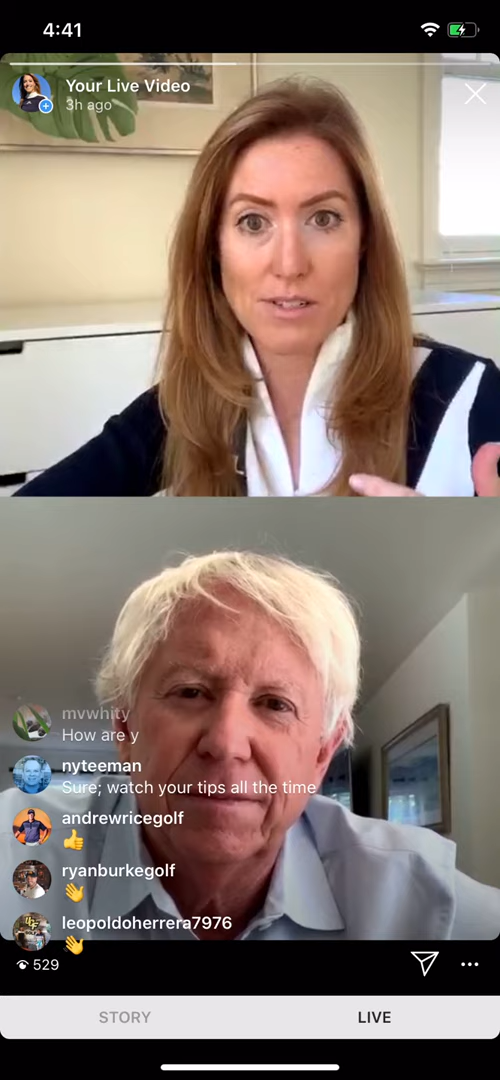 4:41
Your Live Video
3h ago
mvwhity
How are y
nyteeman
Sure; watch your tips all the time
andrewricegolf
👍
ryanburkegolf
👋
leopoldoherrera7976
👋
529
STORY
LIVE